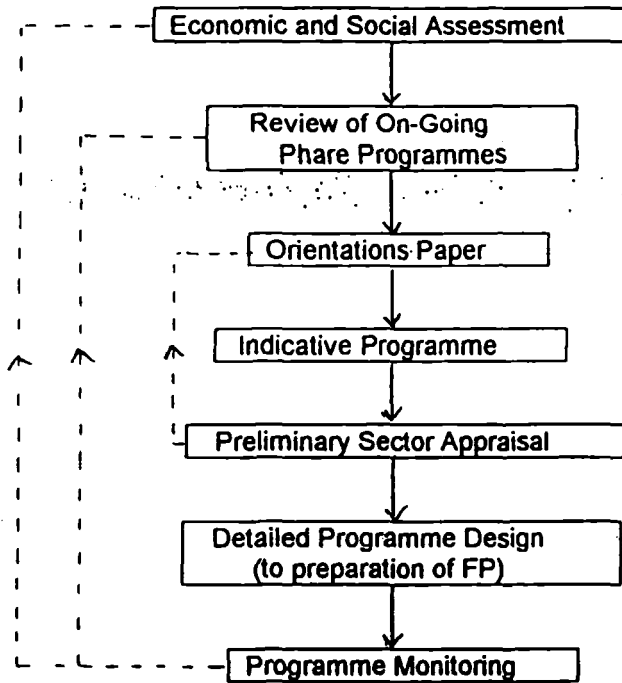 Economic and Social Assessment
Review of On-Going
Phare Programmes
Orientations Paper
Indicative Programme
Preliminary Sector Appraisal
Detailed Programme Design
(to preparation of FP)
Programme Monitoring